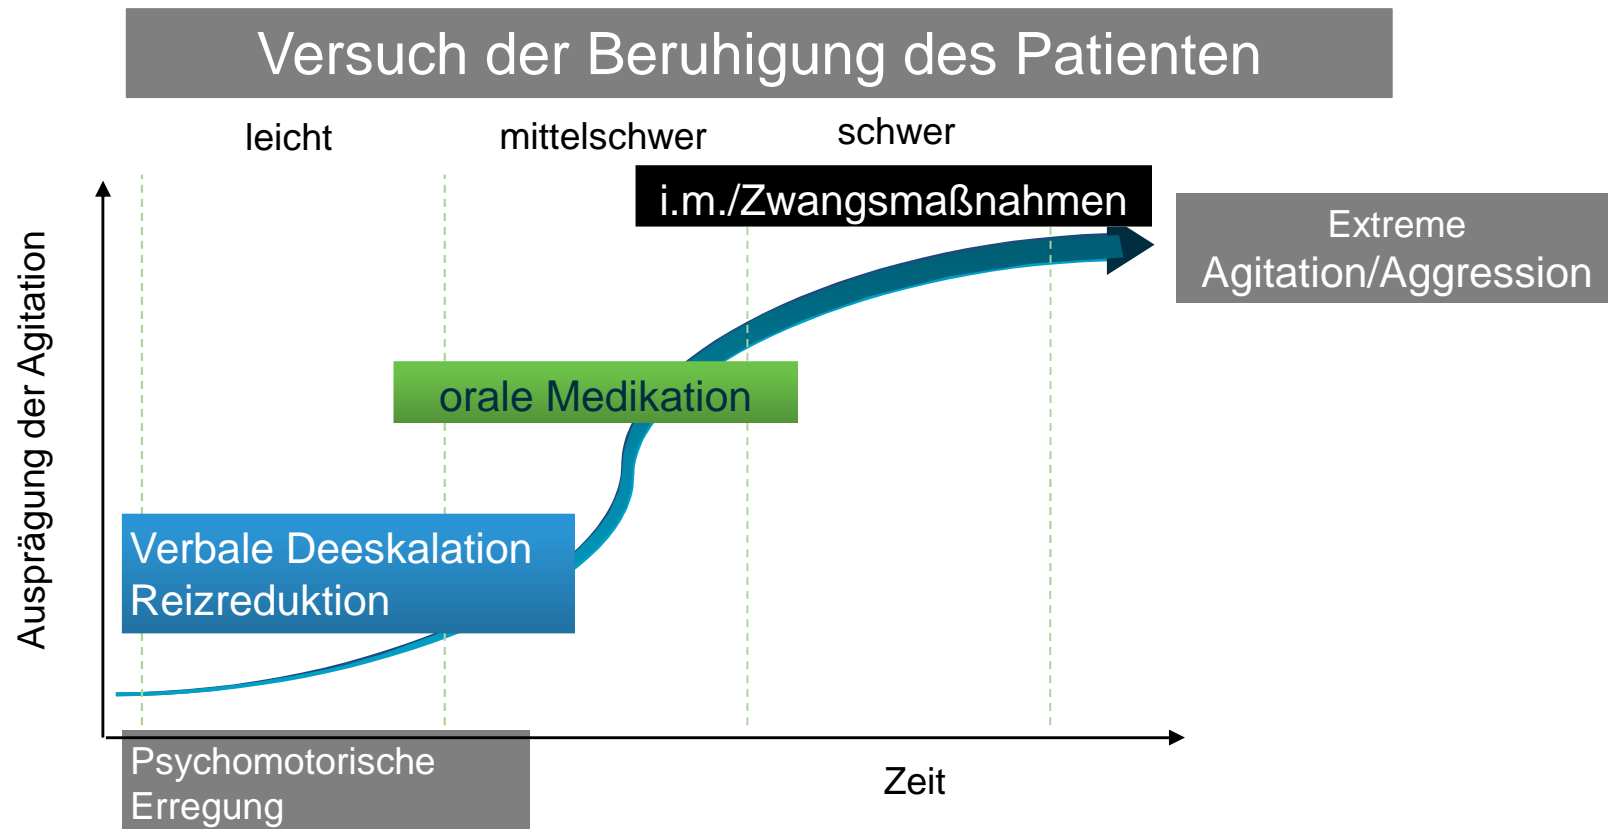 Versuch der Beruhigung des Patienten
leicht
mittelschwer
schwer
i.m./Zwangsmaßnahmen
Extreme
Agitation/Aggression
Ausprägung der Agitation
orale Medikation
Verbale Deeskalation
Reizreduktion
Psychomotorische
Erregung
Zeit